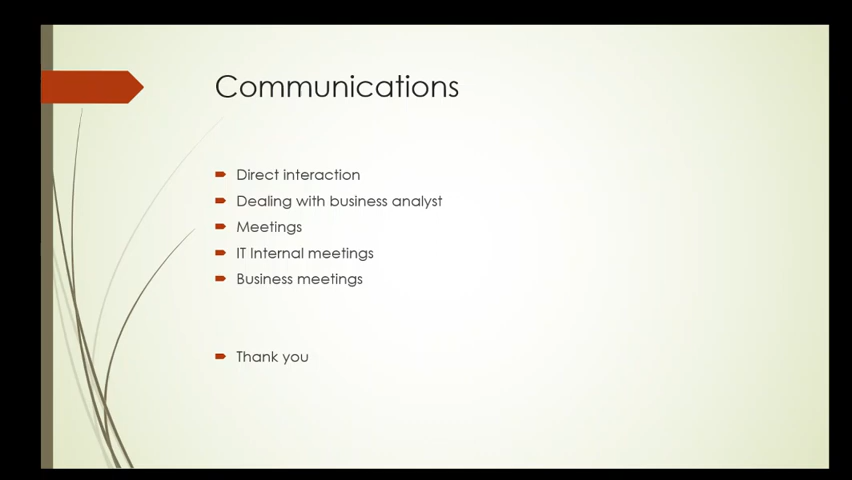 Communications
Direct interaction
Dealing with business analyst
Meetings
IT Internal meetings
Business meetings
Thank you